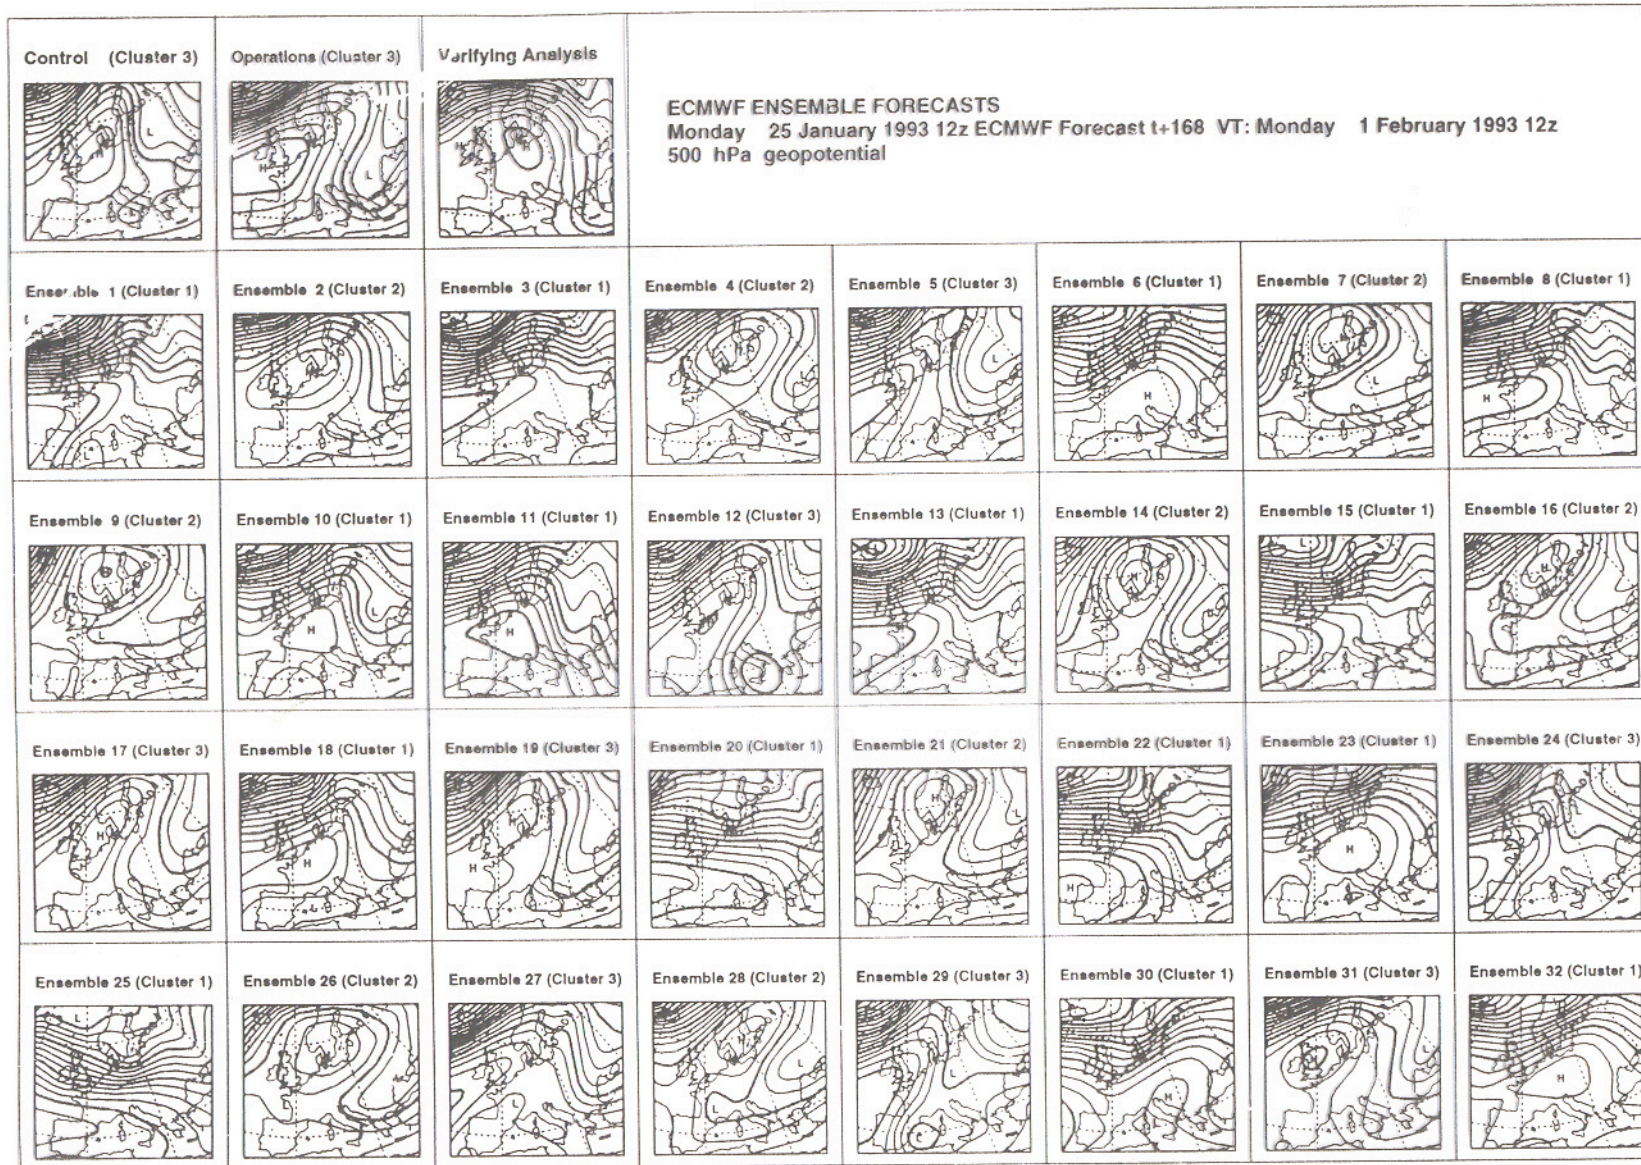 Control (Cluster 3)
Operations (Cluster 3)
Verifying Analysis
ECMWF ENSEMBLE FORECASTS
Monday 25 January 1993 12z ECMWF Forecast t+168 VT: Monday 1 February 1993 12z
500 hPa geopotential
Ensemble 1 (Cluster 1)
Ensemble 2 (Cluster 2)
Ensemble 3 (Cluster 1)
Ensemble 4 (Cluster 2)
Ensemble 5 (Cluster 3)
Ensemble 6 (Cluster 1)
Ensemble 7 (Cluster 2)
Ensemble 8 (Cluster 1)
Ensemble 9 (Cluster 2)
Ensemble 10 (Cluster 1)
Ensemble 11 (Cluster 1)
Ensemble 12 (Cluster 3)
Ensemble 13 (Cluster 1)
Ensemble 14 (Cluster 2)
Ensemble 15 (Cluster 1)
Ensemble 16 (Cluster 2)
Ensemble 17 (Cluster 3)
Ensemble 18 (Cluster 1)
Ensemble 19 (Cluster 3)
Ensemble 20 (Cluster 1)
Ensemble 21 (Cluster 2)
Ensemble 22 (Cluster 1)
Ensemble 23 (Cluster 1)
Ensemble 24 (Cluster 3)
Ensemble 25 (Cluster 1)
Ensemble 26 (Cluster 2)
Ensemble 27 (Cluster 3)
Ensemble 28 (Cluster 2)
Ensemble 29 (Cluster 3)
Ensemble 30 (Cluster 1)
Ensemble 31 (Cluster 3)
Ensemble 32 (Cluster 1)